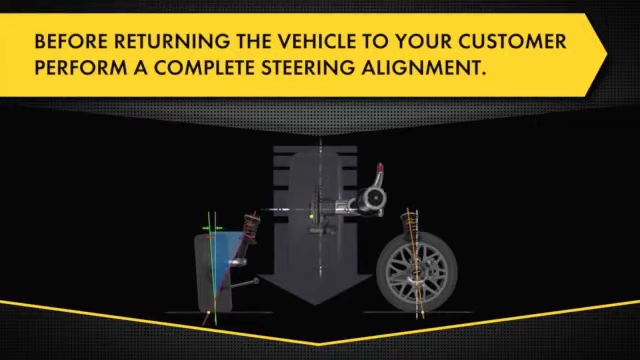 BEFORE RETURNING THE VEHICLE TO YOUR CUSTOMER
PERFORM A COMPLETE STEERING ALIGNMENT.